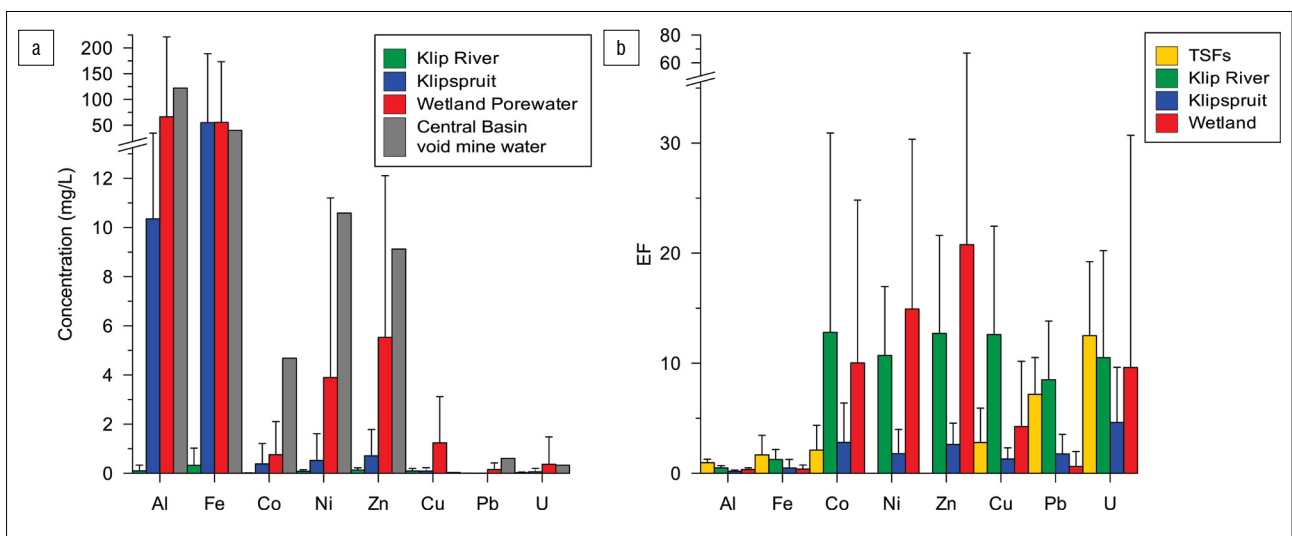 a
Concentration (mg/L)
200
150
100
50
12
10
8
6
4
2
0
Klip River
Klipspruit
Wetland Porewater
Central Basin
void mine water
Al Fe Co Ni Zn Cu Pb U
b
EF
80
60
30
20
10
0
TSFs
Klip River
Klipspruit
Wetland
Al Fe Co Ni Zn Cu Pb U